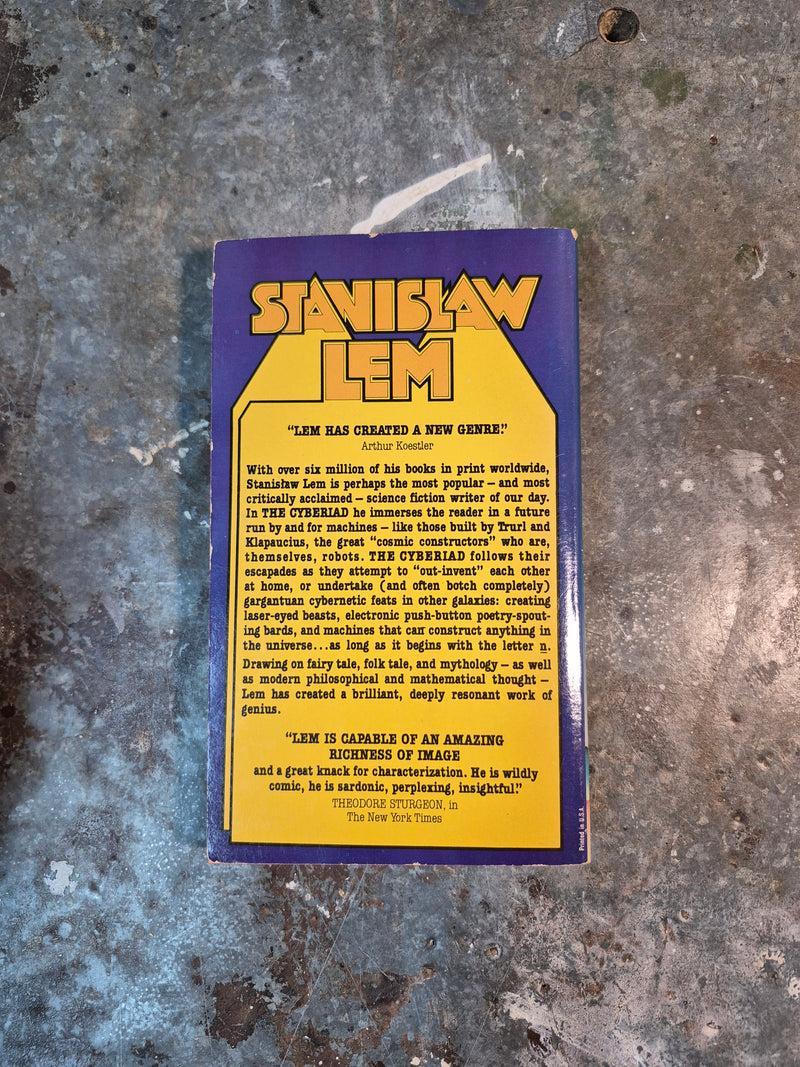 STANISŁAW
LEM
“LEM HAS CREATED A NEW GENRE.”
Arthur Koestler
With over six million of his books in print worldwide,
Stanisław Lem is perhaps the most popular – and most
critically acclaimed – science fiction writer of our day.
In THE CYBERIAD he immerses the reader in a future
run by and for machines – like those built by Trurl and
Klapaucius, the great “cosmic constructors” who are,
themselves, robots. THE CYBERIAD follows their
escapades as they attempt to “out-invent” each other
at home, or undertake (and often botch completely)
gargantuan cybernetic feats in other galaxies: creating
laser-eyed beasts, electronic push-button poetry-spout-
ing bards, and machines that can construct anything in
the universe...as long as it begins with the letter n.
Drawing on fairy tale, folk tale, and mythology – as well
as modern philosophical and mathematical thought –
Lem has created a brilliant, deeply resonant work of
genius.
“LEM IS CAPABLE OF AN AMAZING
RICHNESS OF IMAGE
and a great knack for characterization. He is wildly
comic, he is sardonic, perplexing, insightful.”
THEODORE STURGEON, in
The New York Times
Printed in U.S.A.